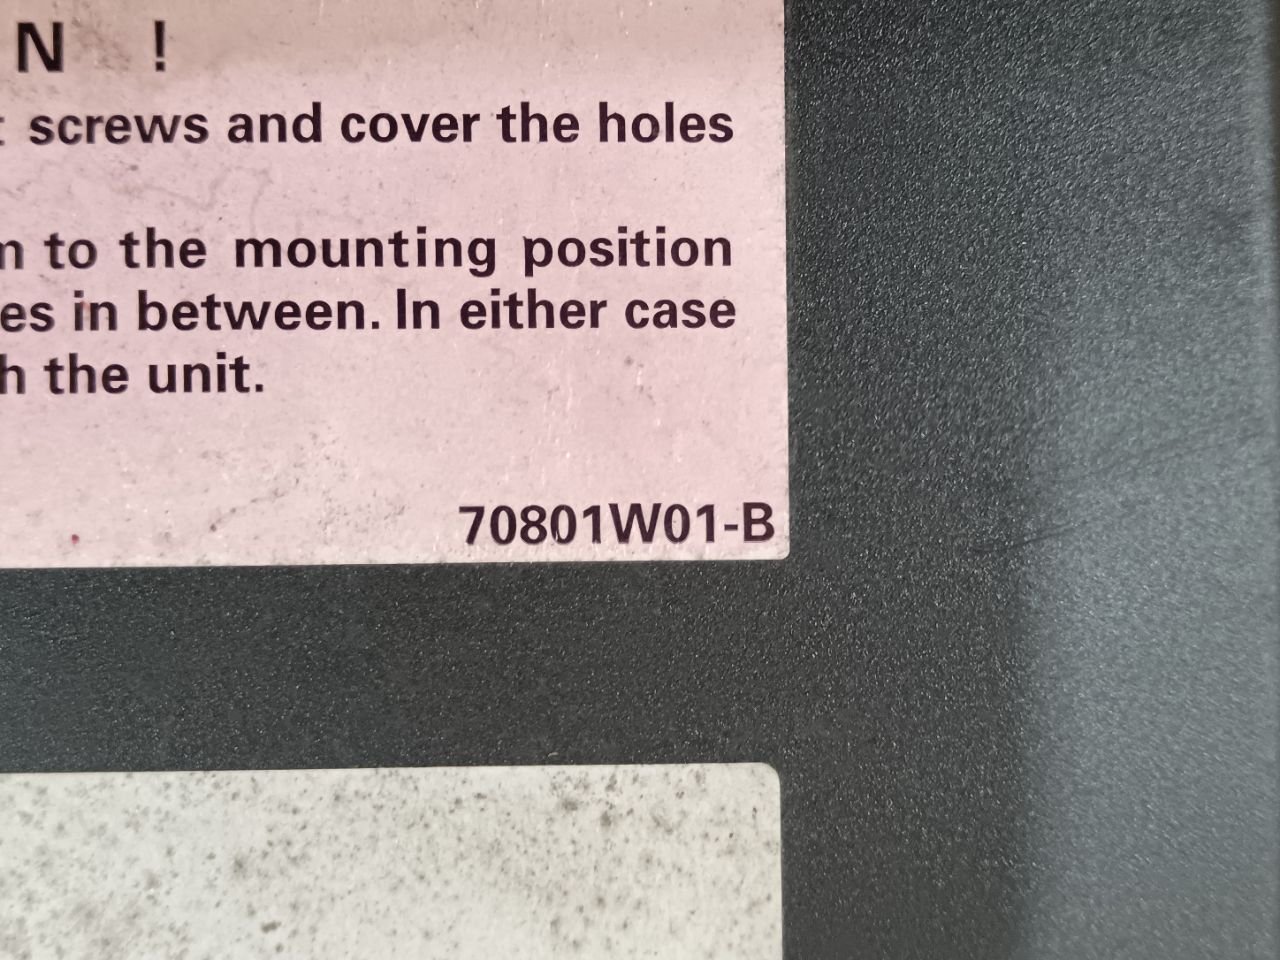 N !
screws and cover the holes
to the mounting position
in between. In either case
the unit.
70801W01-B